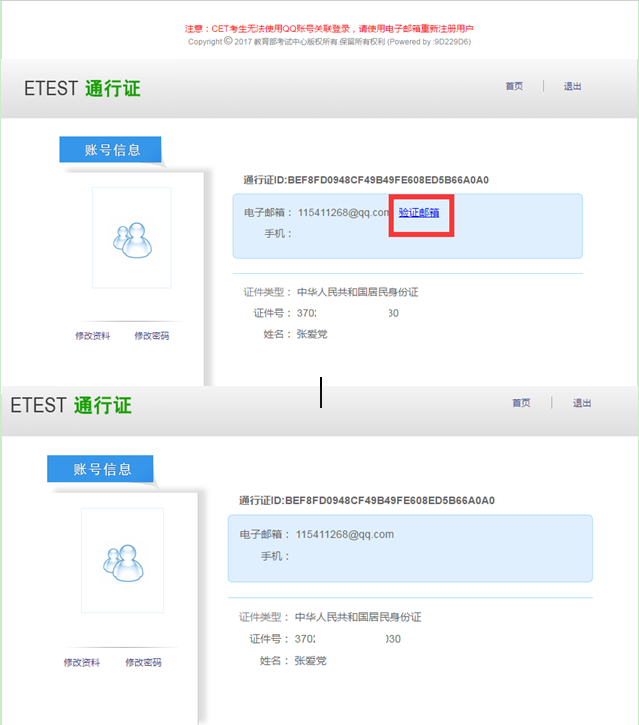 注意：CET考生无法使用QQ账号关联登录，请使用电子邮箱重新注册用户
Copyright © 2017 教育部考试中心版权所有.保留所有权利 (Powered by :9D229D6)
ETEST 通行证
首页 | 退出
账号信息
通行证ID:BEF8FD0948CF49B49FE608ED5B66A0A0
电子邮箱： 115411268@qq.com 验证邮箱
手机：
证件类型： 中华人民共和国居民身份证
证件号： 3702 30
姓名： 张爱党
修改资料 修改密码
ETEST 通行证
首页 | 退出
账号信息
通行证ID:BEF8FD0948CF49B49FE608ED5B66A0A0
电子邮箱： 115411268@qq.com
手机：
证件类型： 中华人民共和国居民身份证
证件号： 3702 030
姓名： 张爱党
修改资料 修改密码